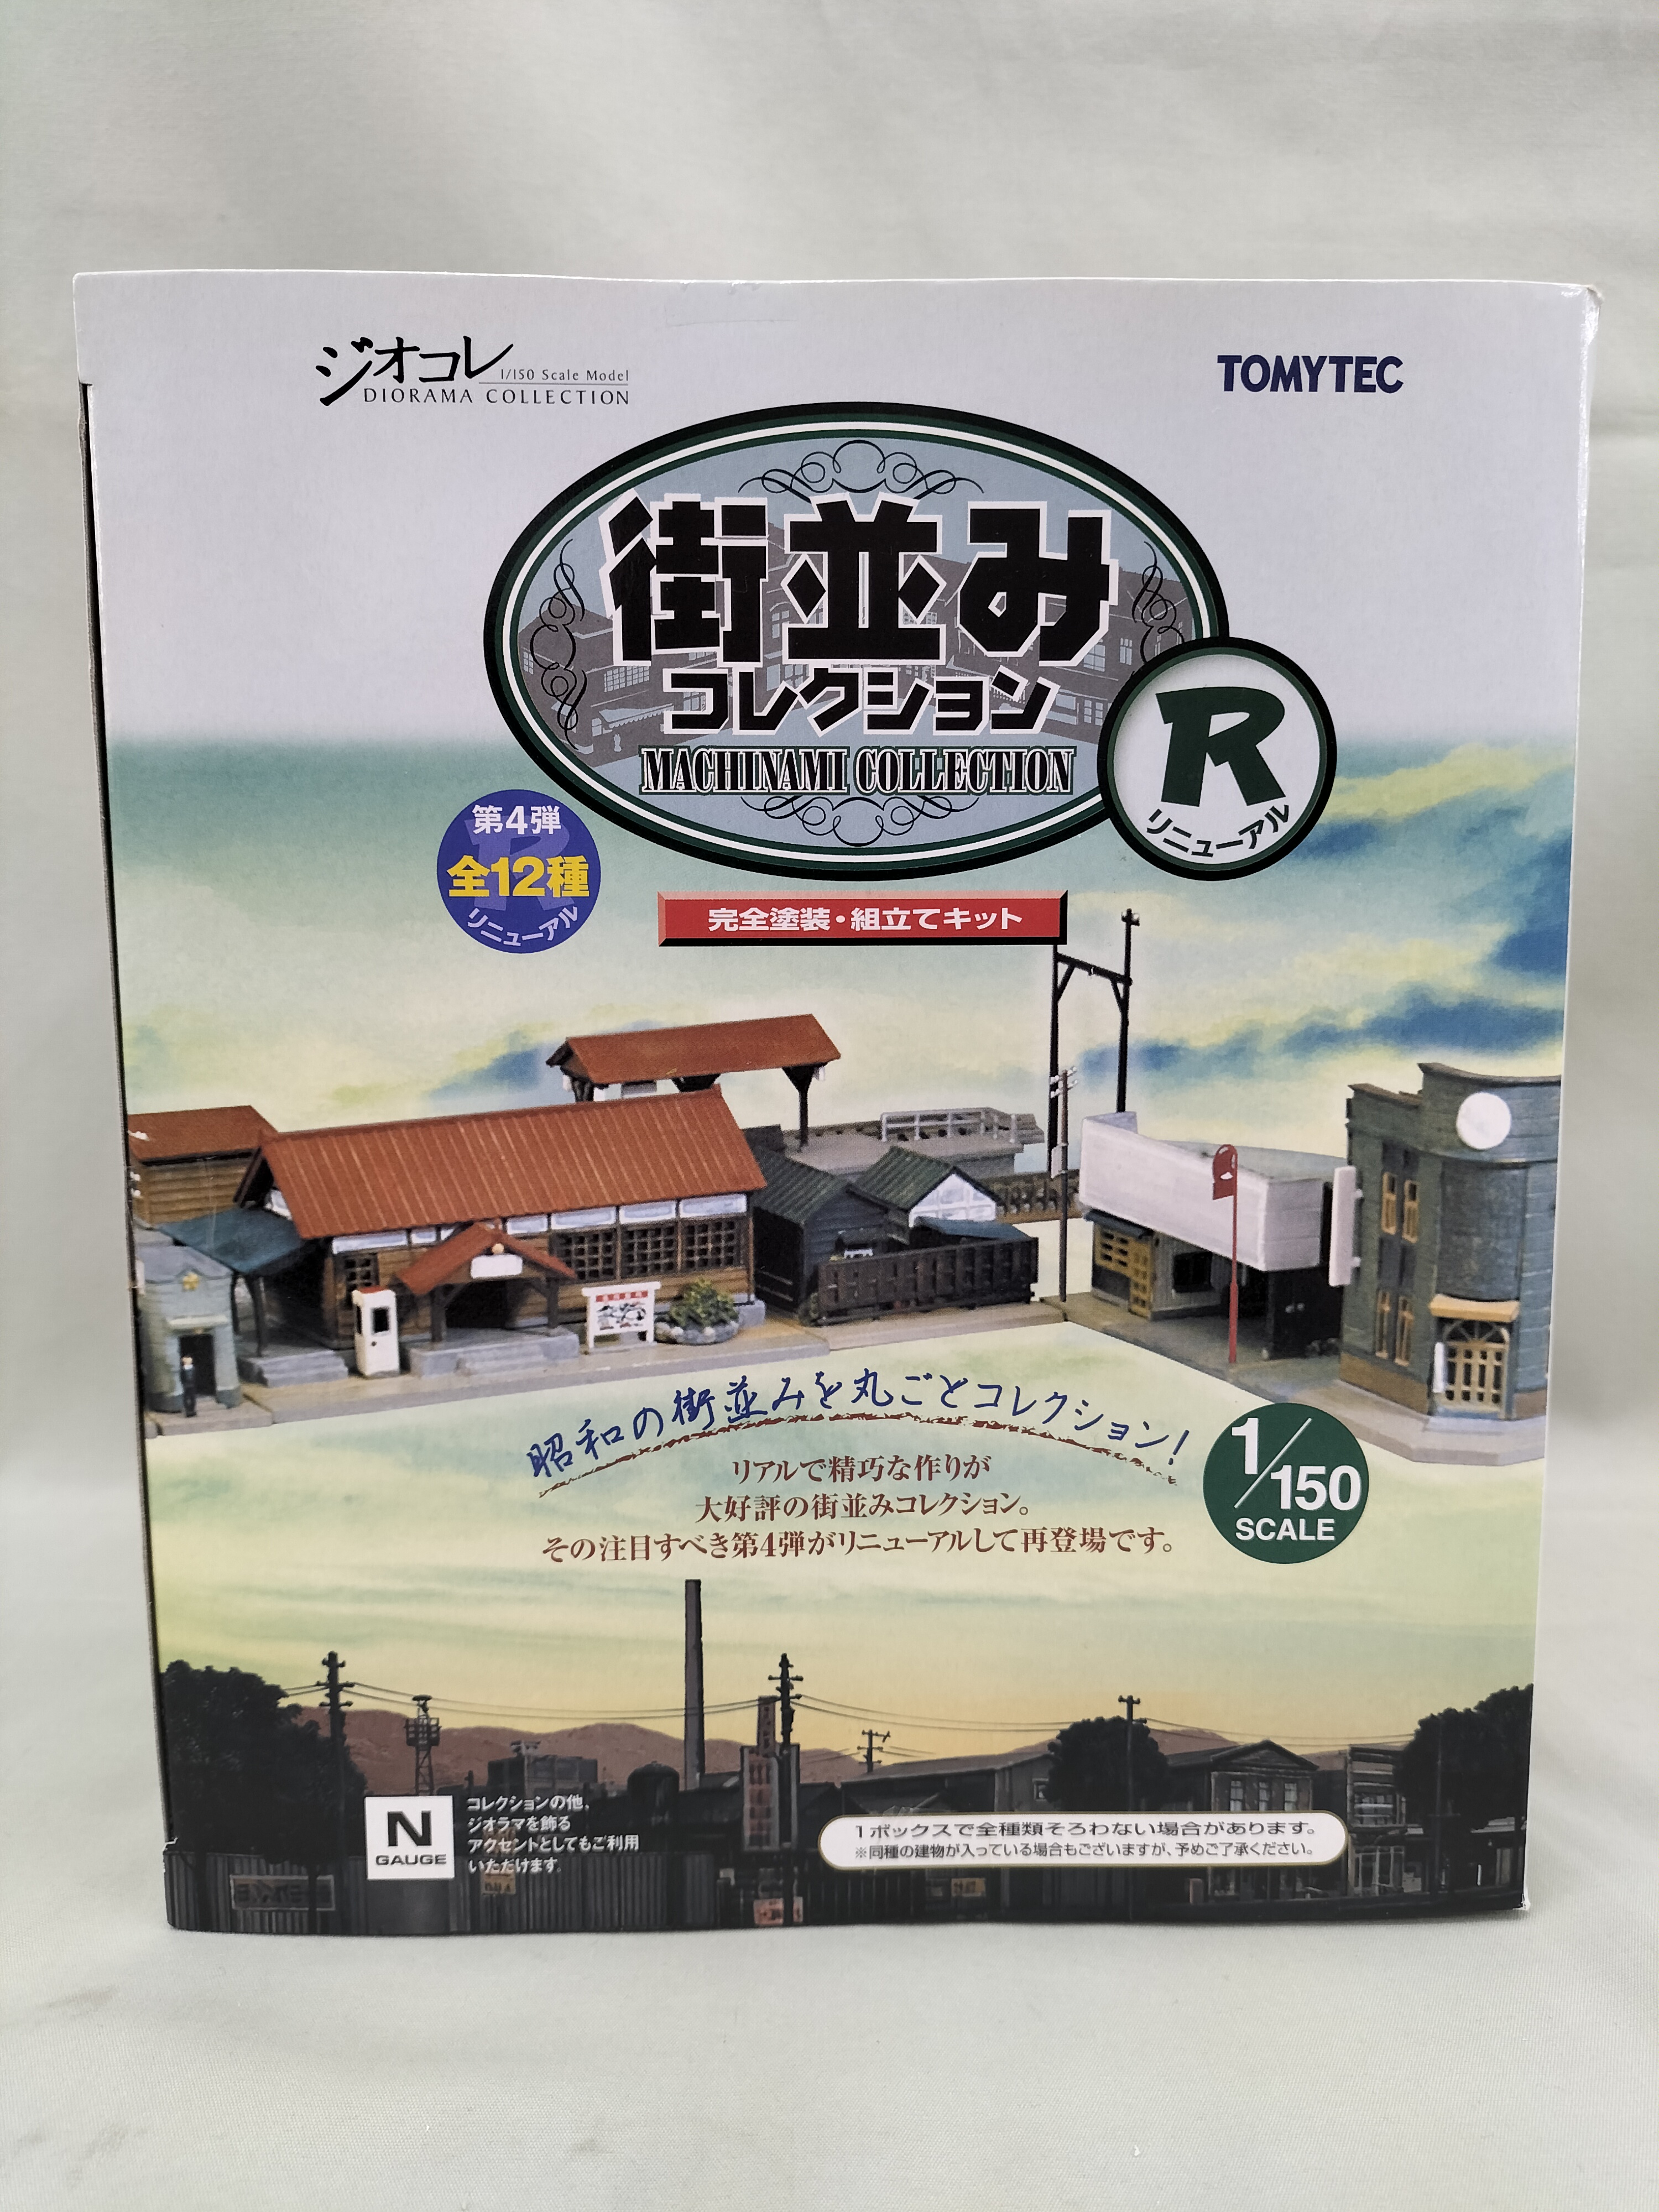 ジオコレ
1/150 Scale Model
DIORAMA COLLECTION
TOMYTEC
街並み
コレクション
MACHINAMI COLLECTION
R
リニューアル
第4弾
全12種
リニューアル
完全塗装・組立てキット
昭和の街並みを丸ごとコレクション!
リアルで精巧な作りが
大好評の街並みコレクション。
その注目すべき第4弾がリニューアルして再登場です。
1/150
SCALE
N
GAUGE
コレクションの他、
ジオラマを飾る
アクセントとしてもご利用
いただけます。
1ボックスで全種類そろわない場合があります。
※同種の建物が入っている場合もございますが、予めご了承ください。